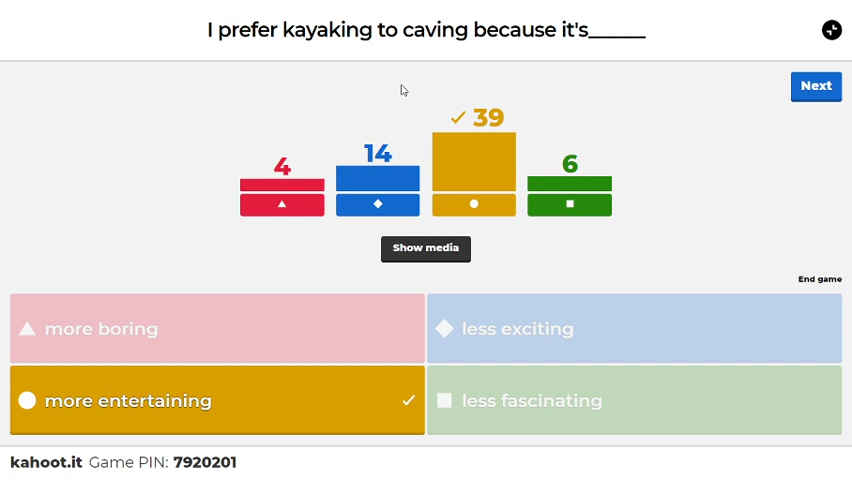 I prefer kayaking to caving because it's_____
Next
4
14
39
6
Show media
End game
more boring
less exciting
more entertaining
less fascinating
kahoot.it Game PIN: 7920201